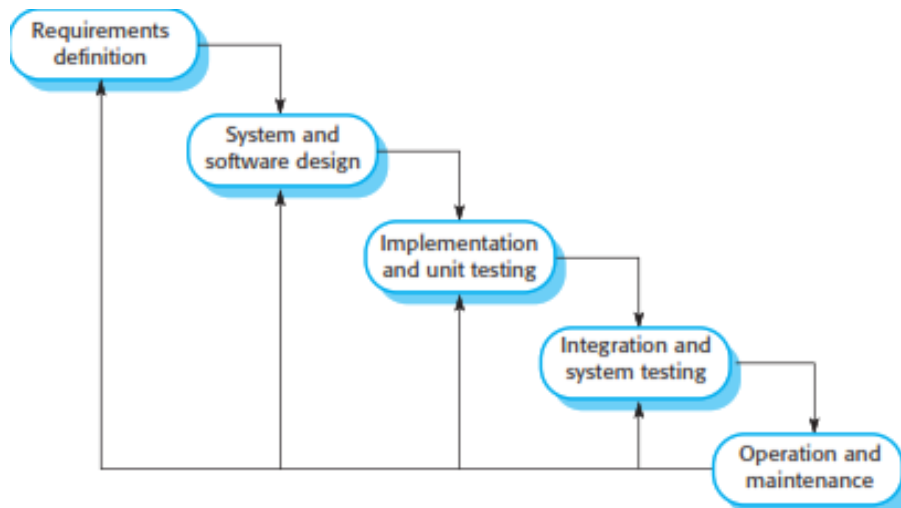 Requirements
definition
System and
software design
Implementation
and unit testing
Integration and
system testing
Operation and
maintenance